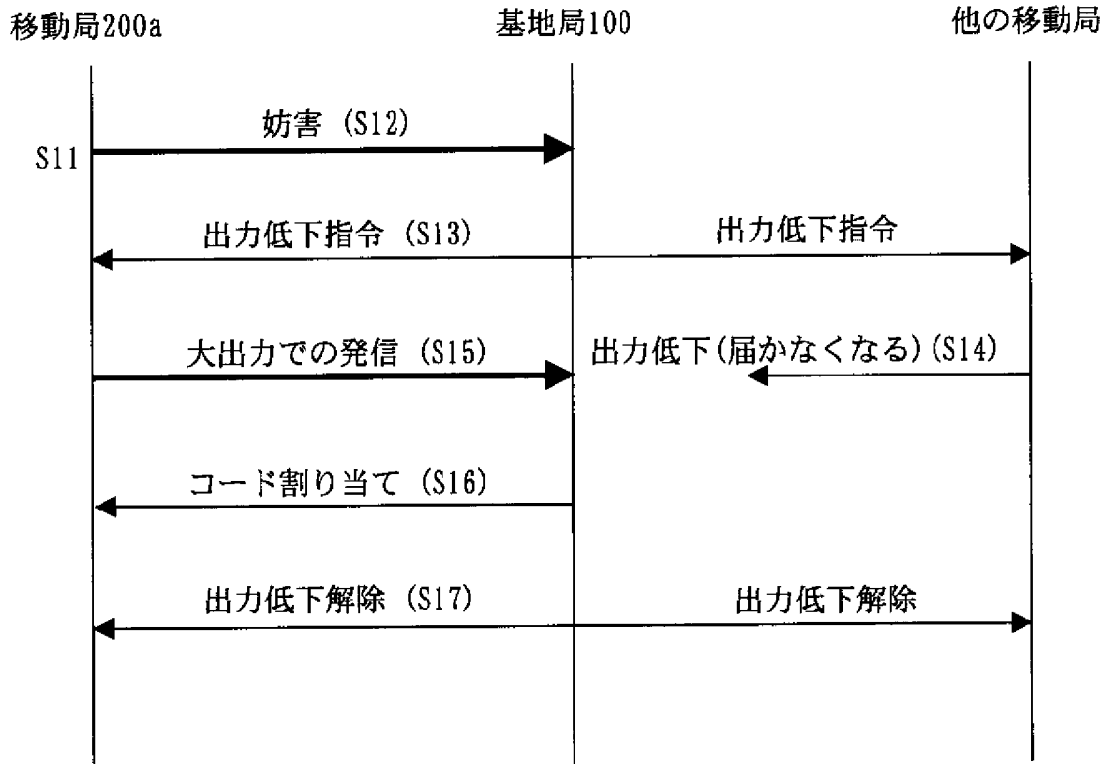 移動局200a
基地局100
他の移動局
妨害 (S12)
S11
出力低下指令 (S13)
出力低下指令
大出力での発信 (S15)
出力低下(届かなくなる)(S14)
コード割り当て (S16)
出力低下解除 (S17)
出力低下解除